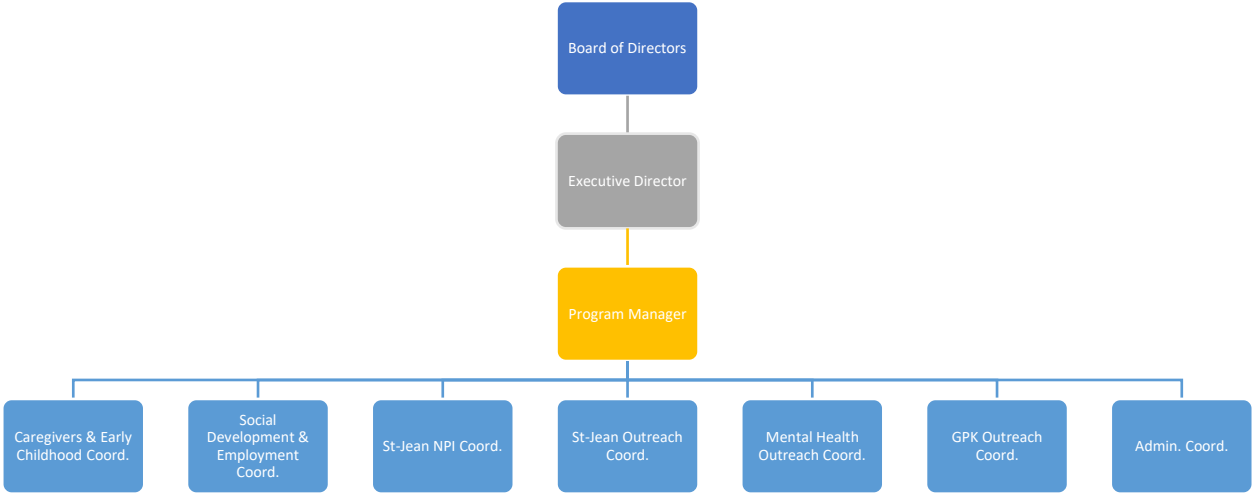 Board of Directors
Executive Director
Program Manager
Caregivers & Early
Childhood Coord.
Social
Development &
Employment
Coord.
St-Jean NPI Coord.
St-Jean Outreach
Coord.
Mental Health
Outreach Coord.
GPK Outreach
Coord.
Admin. Coord.